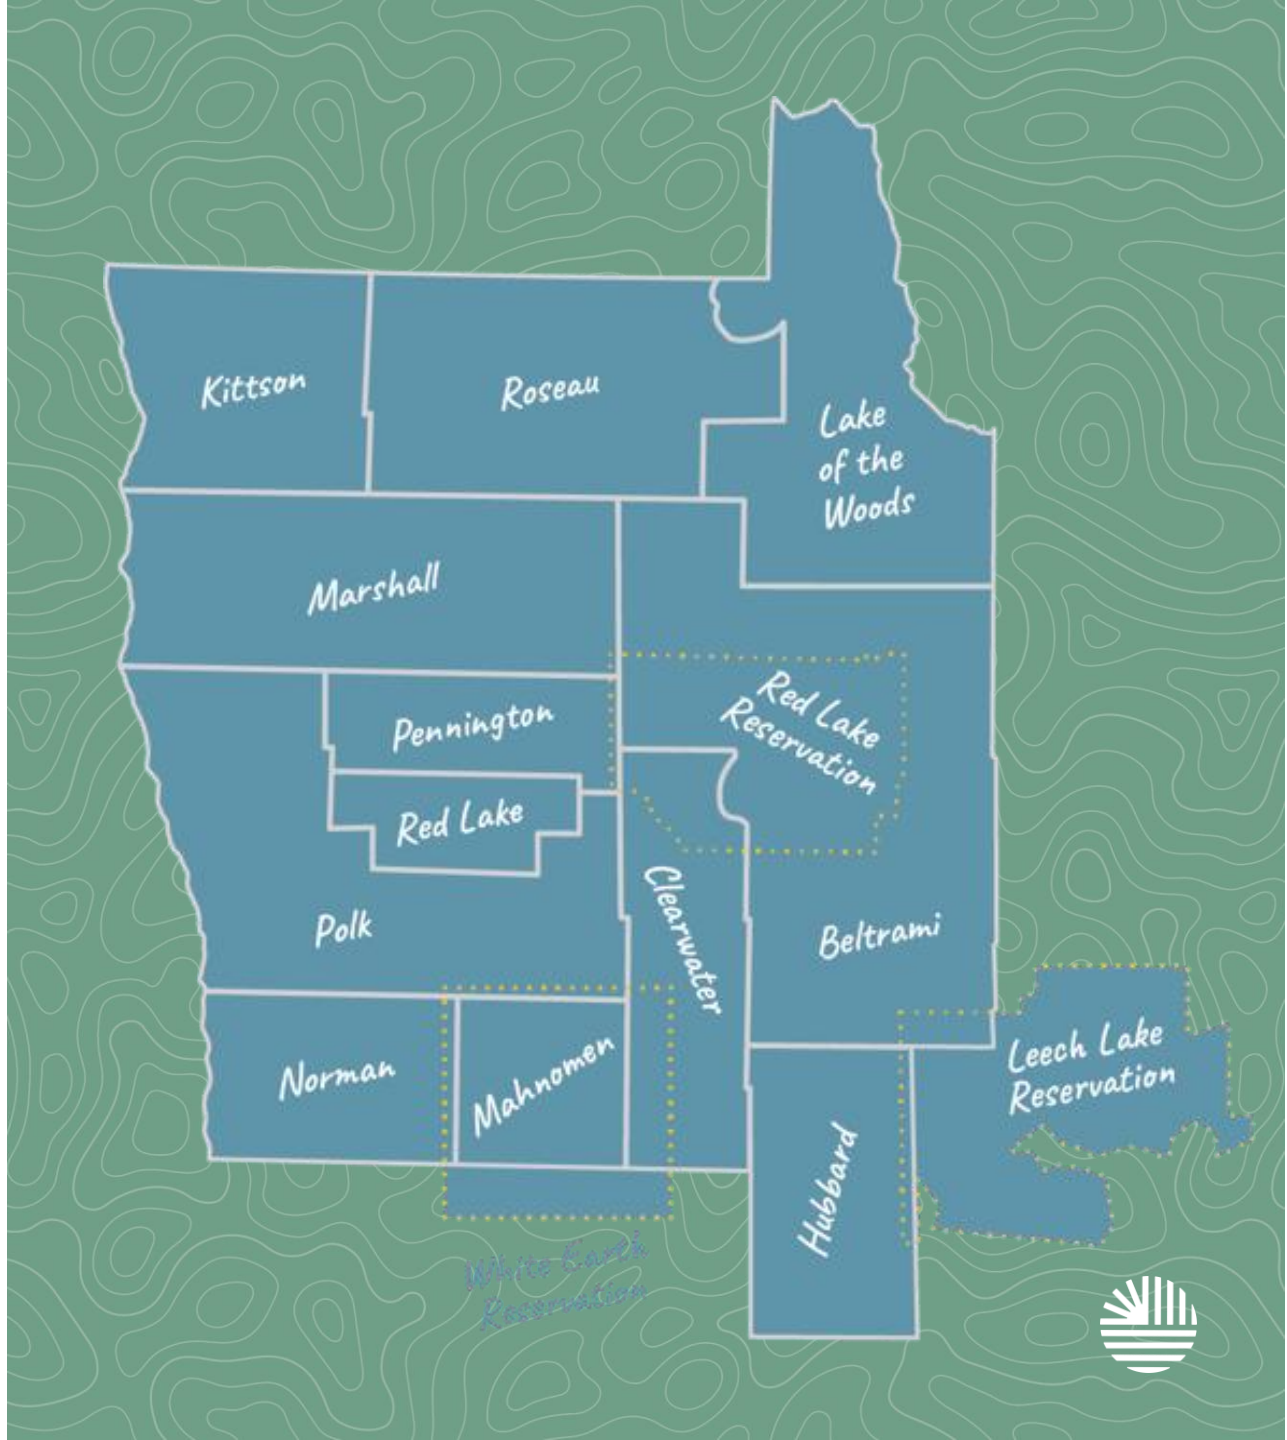 Kittson
Roseau
Lake
of the
Woods
Marshall
Red Lake
Reservation
Pennington
Red Lake
Clearwater
Polk
Beltrami
Leech Lake
Reservation
Norman
Mahnomen
Hubbard
White Earth
Reservation